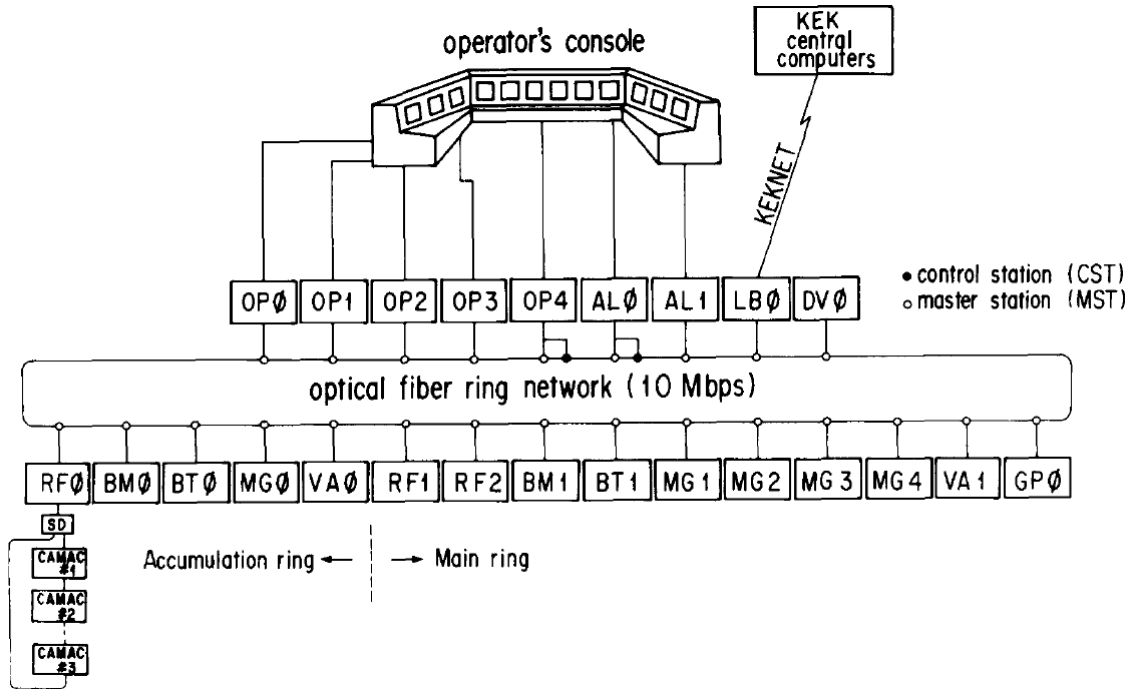 KEK
central
computers
operator's console
KEKNET
OPØ OP1 OP2 OP3 OP4 ALØ AL1 LBØ DVØ
● control station (CST)
○ master station (MST)
optical fiber ring network (10 Mbps)
RFØ BMØ BTØ MGØ VAØ RF1 RF2 BM1 BT1 MG1 MG2 MG3 MG4 VA1 GPØ
SD
Accumulation ring ← → Main ring
CAMAC
#1
CAMAC
#2
CAMAC
#3